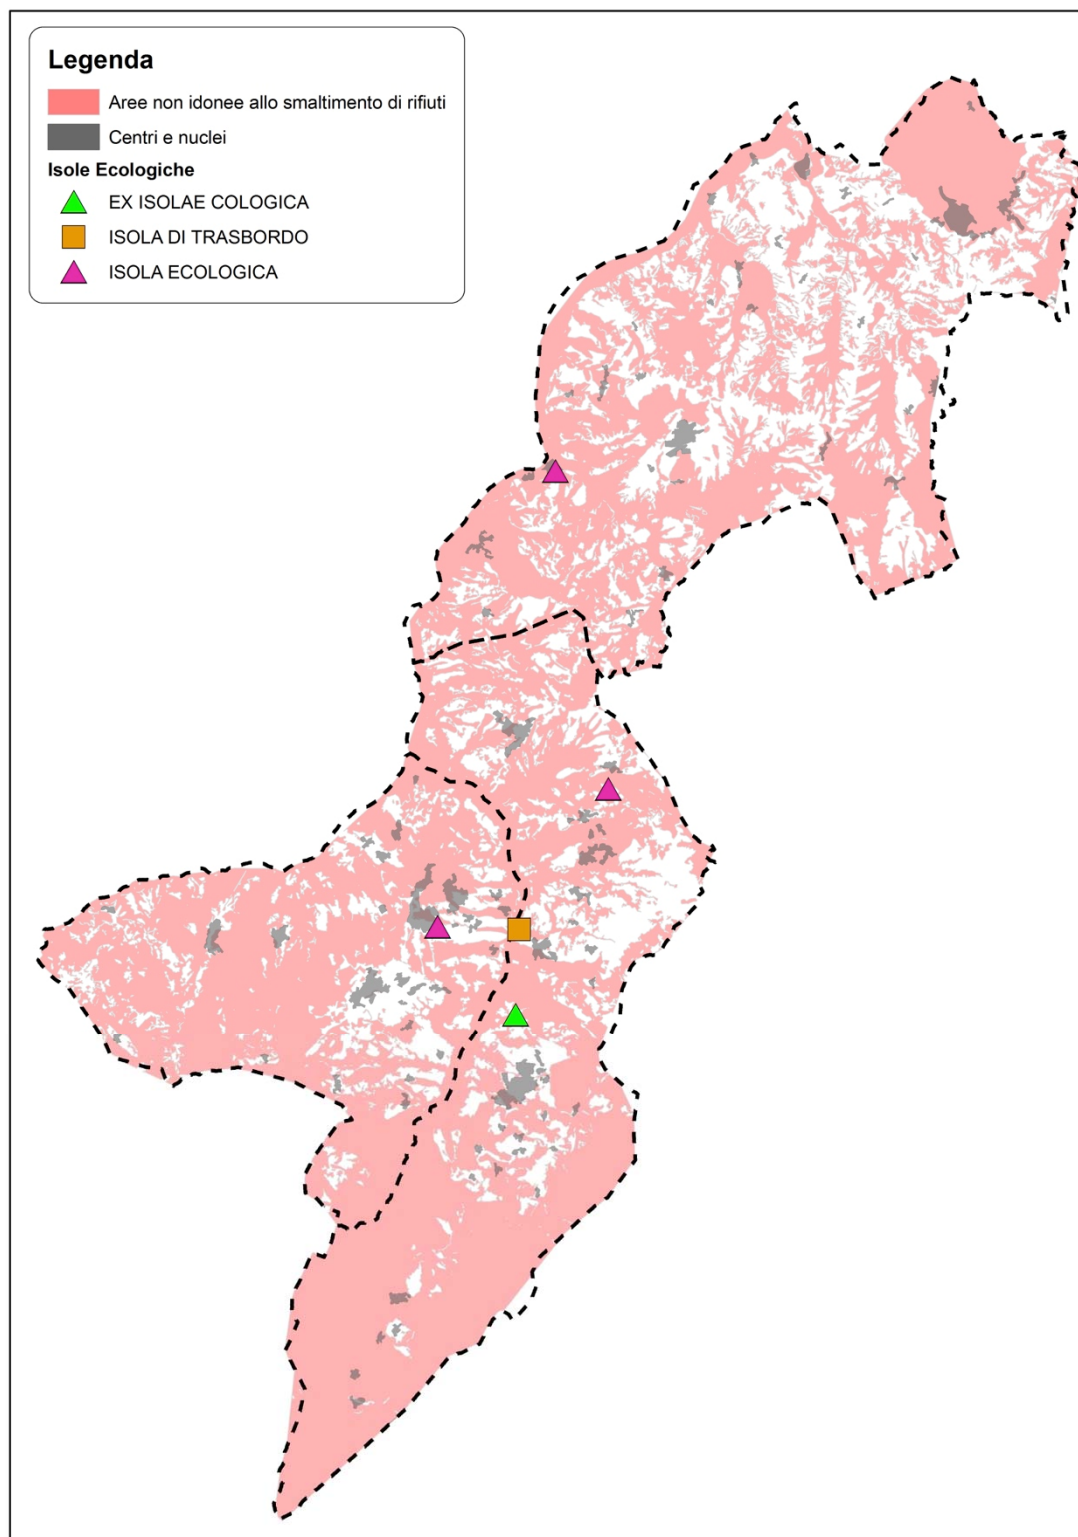 Legenda
Aree non idonee allo smaltimento di rifiuti
Centri e nuclei
Isole Ecologiche
EX ISOLAE COLOGICA
ISOLA DI TRASBORDO
ISOLA ECOLOGICA